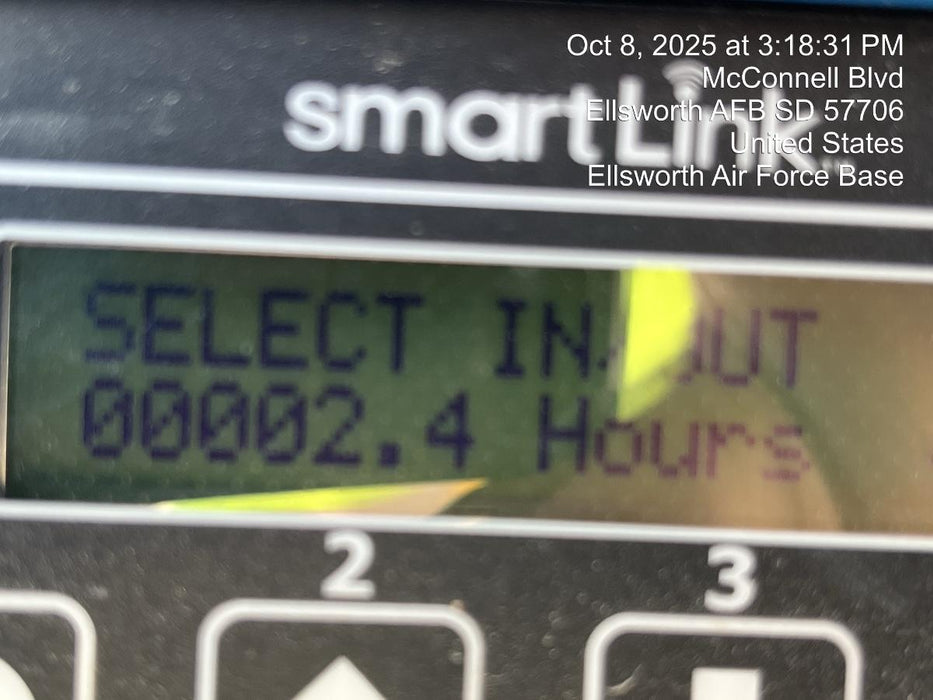 Oct 8, 2025 at 3:18:31 PM
McConnell Blvd
Ellsworth AFB SD 57706
United States
Ellsworth Air Force Base
smartLink
SELECT IN/OUT
00002.4 Hours
2
3